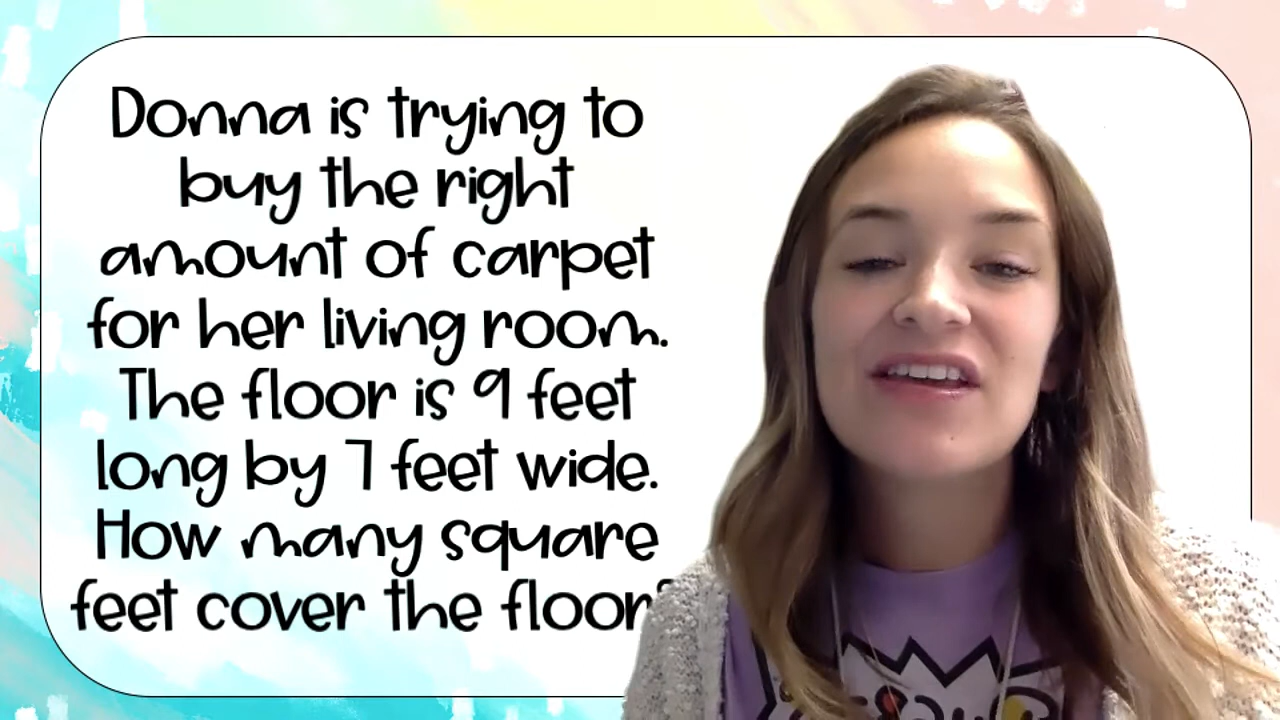 Donna is trying to
buy the right
amount of carpet
for her living room.
The floor is 9 feet
long by 7 feet wide.
How many square
feet cover the floor?